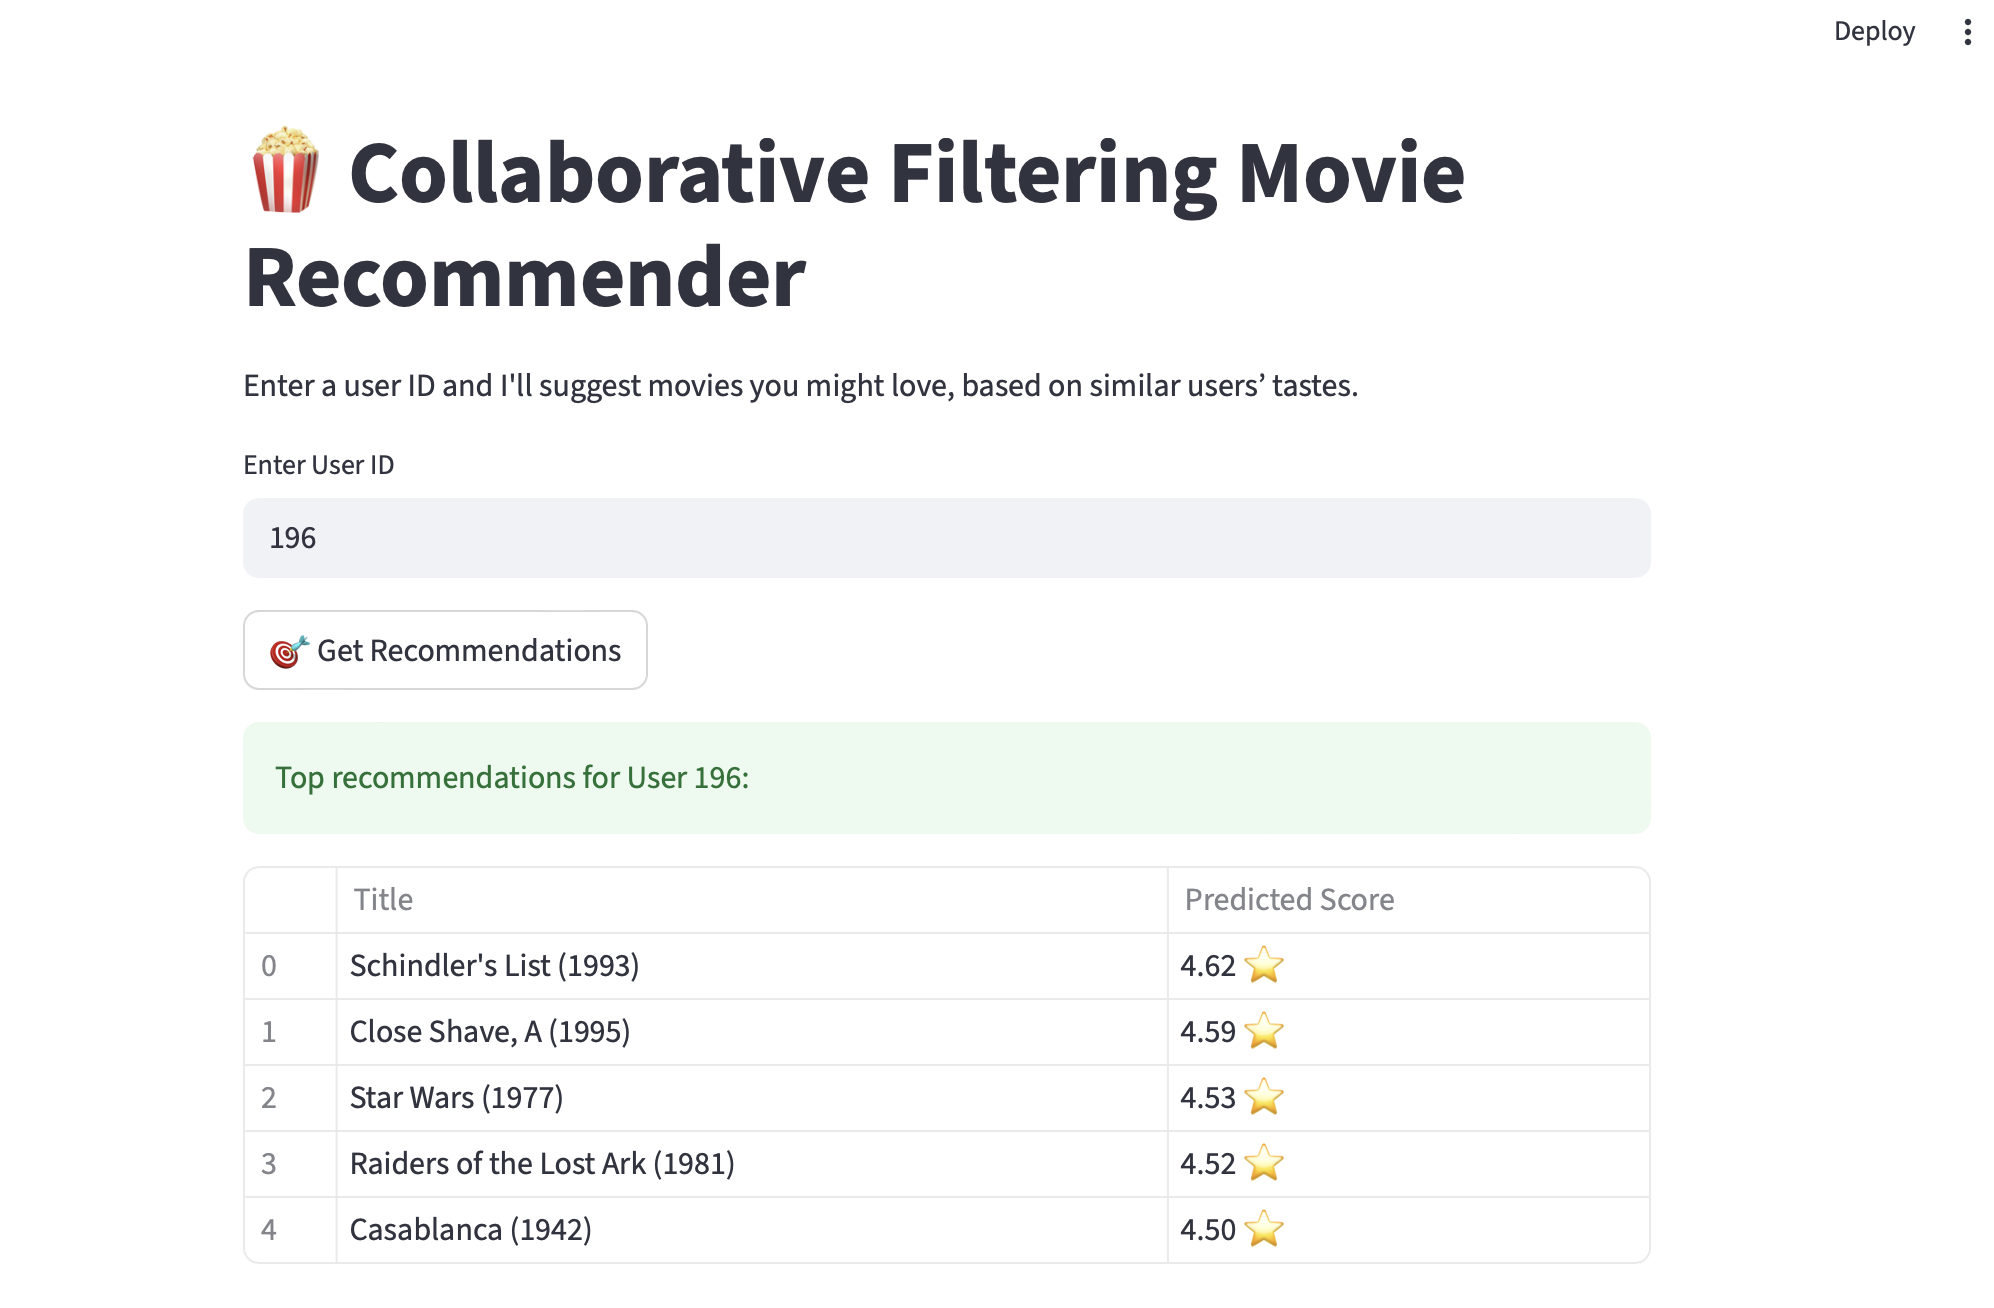 Deploy
🍿 Collaborative Filtering Movie
Recommender
Enter a user ID and I'll suggest movies you might love, based on similar users’ tastes.
Enter User ID
196
🎯 Get Recommendations
Top recommendations for User 196:
Title Predicted Score
0 Schindler's List (1993) 4.62 ⭐
1 Close Shave, A (1995) 4.59 ⭐
2 Star Wars (1977) 4.53 ⭐
3 Raiders of the Lost Ark (1981) 4.52 ⭐
4 Casablanca (1942) 4.50 ⭐